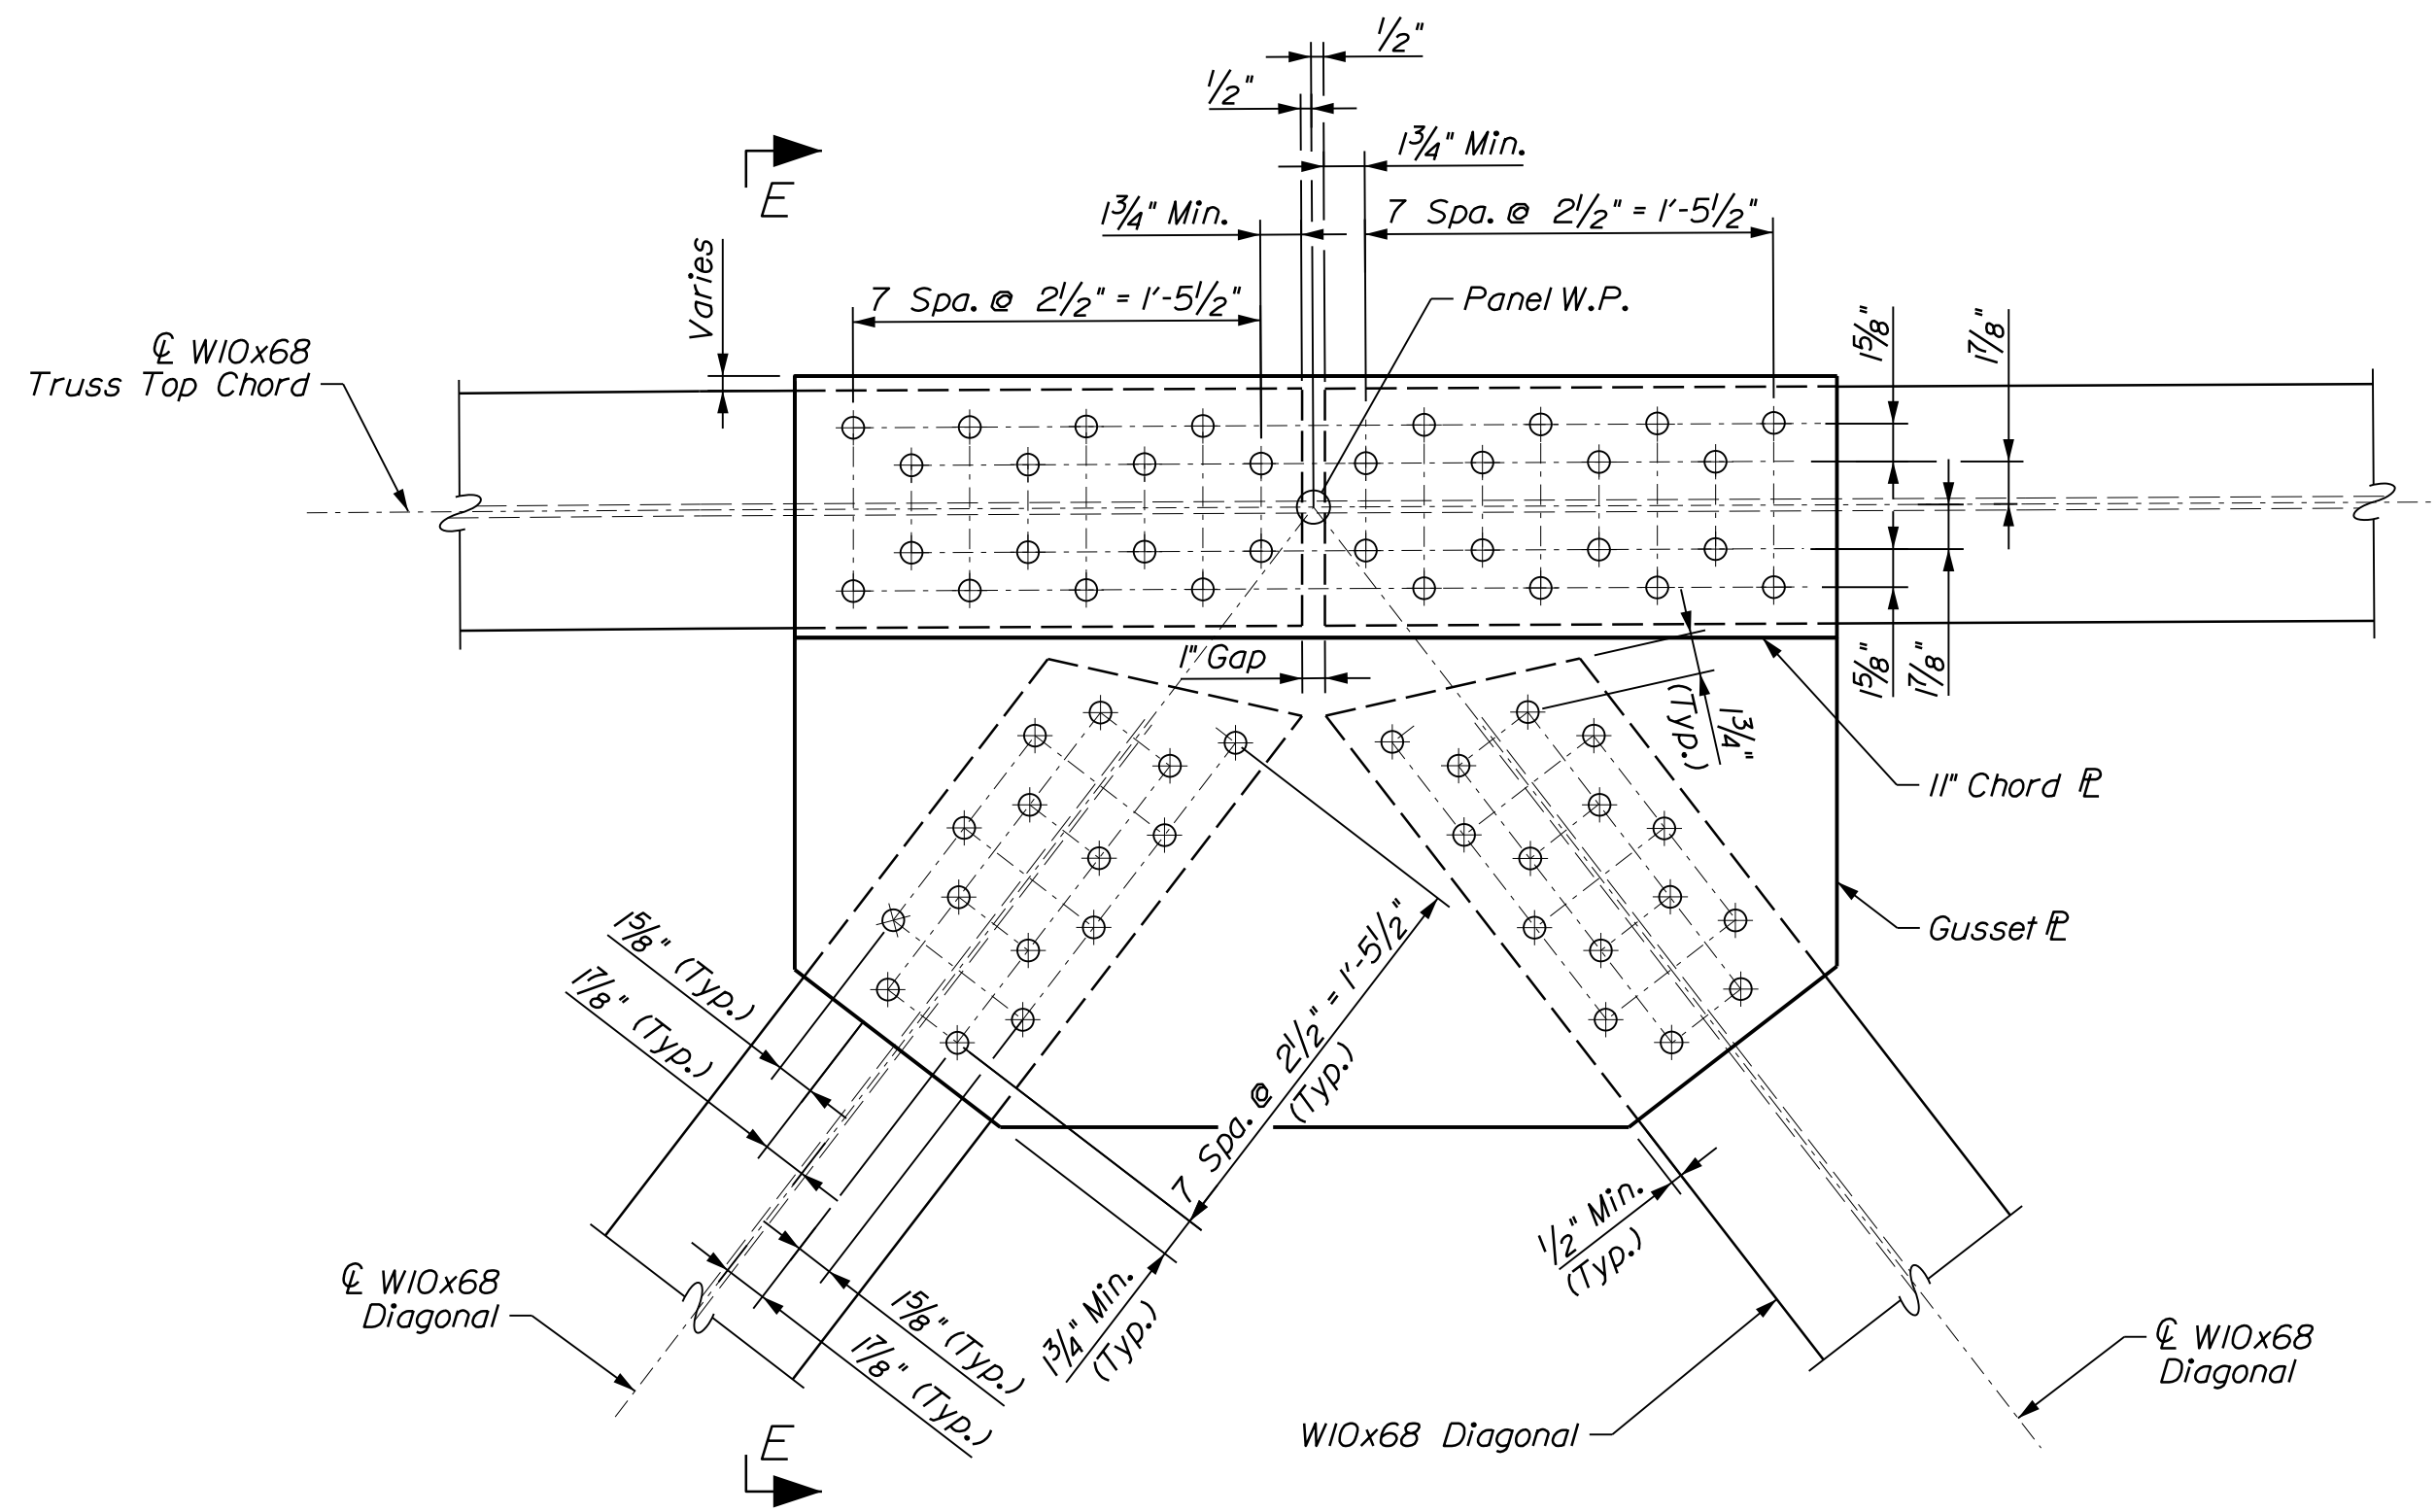 1/2"
1/2"
1 3/4" Min.
E
1 3/4" Min.
7 Spa. @ 2 1/2" = 1'-5 1/2"
Varies
7 Spa. @ 2 1/2" = 1'-5 1/2"
Panel W.P.
1 5/8"
1 7/8"
℄ W10x68
Truss Top Chord
1" Gap
1 5/8"
1 7/8"
1 3/4"
(Typ.)
11" Chord ⅊
Gusset ⅊
1 5/8" (Typ.)
1 7/8" (Typ.)
7 Spa. @ 2 1/2" = 1'-5 1/2"
(Typ.)
1/2" Min.
(Typ.)
℄ W10x68
Diagonal
1 3/4" Min.
(Typ.)
1 5/8" (Typ.)
1 7/8" (Typ.)
℄ W10x68
Diagonal
W10x68 Diagonal
E